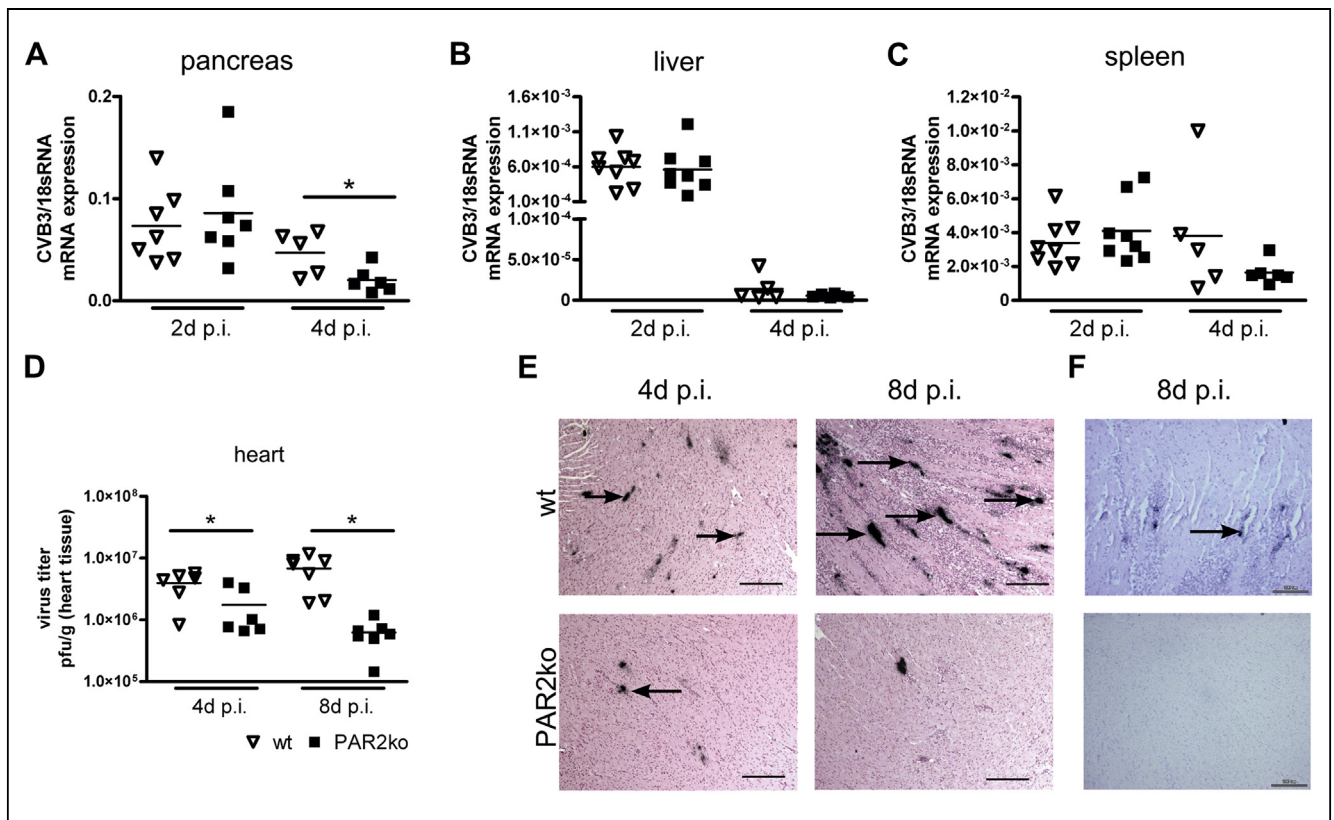 A
pancreas
CVB3/18sRNA
mRNA expression
0.2
0.1
0.0
*
2d p.i.
4d p.i.
B
liver
CVB3/18sRNA
mRNA expression
1.6×10⁻³
1.1×10⁻³
6.0×10⁻⁴
1.0×10⁻⁴
1.0×10⁻⁴
5.0×10⁻⁵
0
2d p.i.
4d p.i.
C
spleen
CVB3/18sRNA
mRNA expression
1.2×10⁻²
1.0×10⁻²
8.0×10⁻³
6.0×10⁻³
4.0×10⁻³
2.0×10⁻³
0
2d p.i.
4d p.i.
D
heart
virus titer
pfu/g (heart tissue)
1.0×10⁸
1.0×10⁷
1.0×10⁶
1.0×10⁵
*
*
4d p.i.
8d p.i.
wt
PAR2ko
E
4d p.i.
8d p.i.
wt
PAR2ko
F
8d p.i.